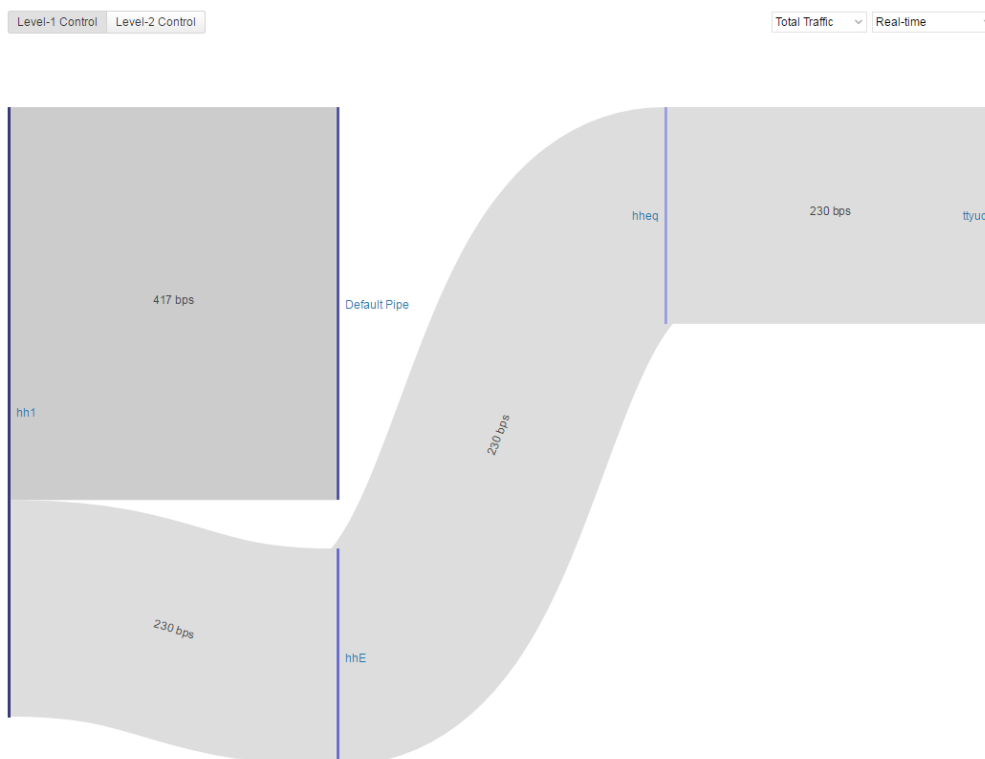 Level-1 Control Level-2 Control Total Traffic Real-time
417 bps
Default Pipe
hh1
230 bps
hhE
230 bps
hheq
230 bps